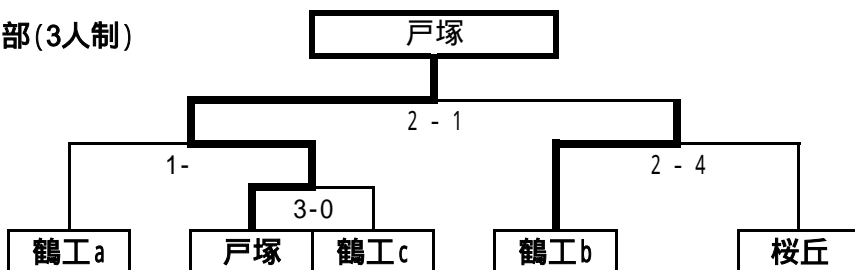 部(3人制)
戸塚
2 - 1
1-
2 - 4
3-0
鶴工a
戸塚
鶴工c
鶴工b
桜丘